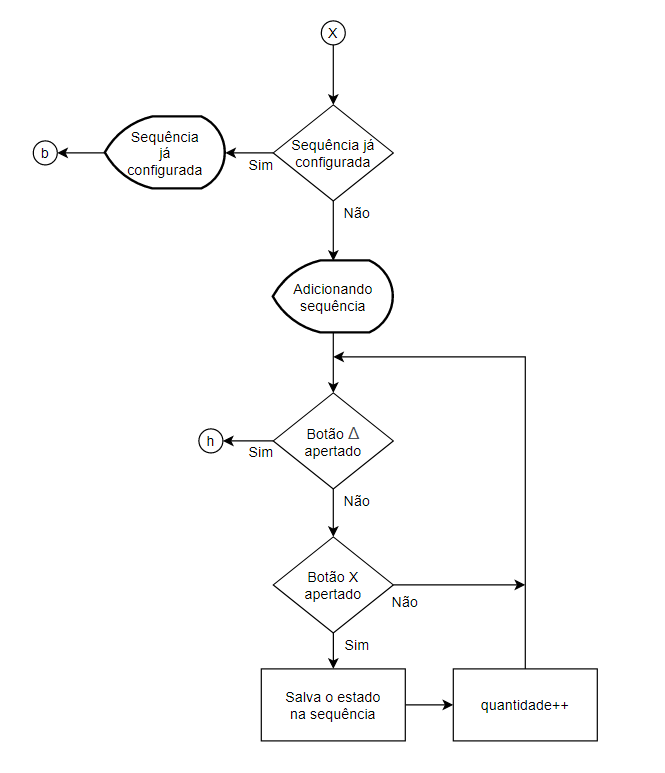 X
Sequência já
configurada
Sim
Sequência
já
configurada
b
Não
Adicionando
sequência
Botão Δ
apertado
Sim
h
Não
Botão X
apertado
Não
Sim
Salva o estado
na sequência
quantidade++